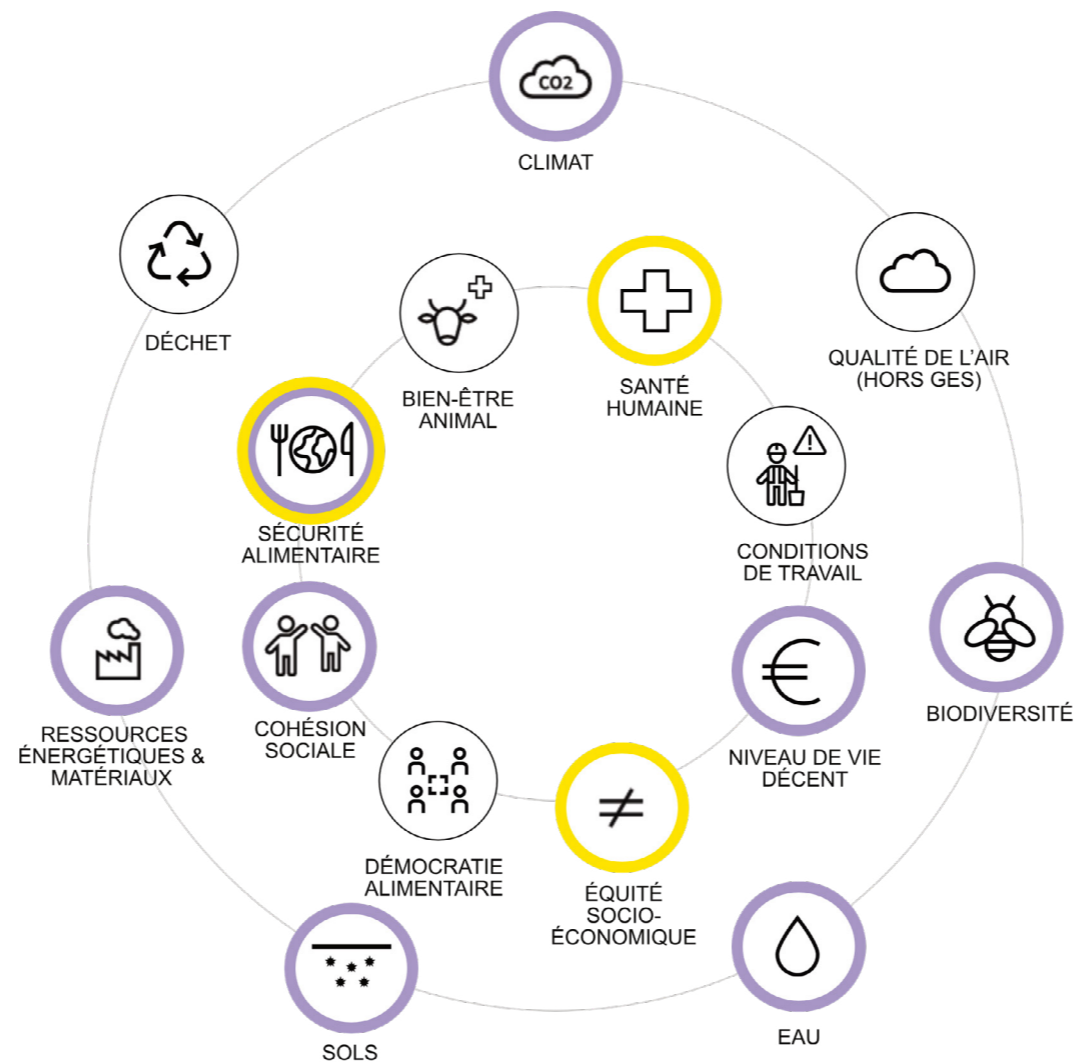 CO2
CLIMAT
DÉCHET
QUALITÉ DE L'AIR
(HORS GES)
BIEN-ÊTRE
ANIMAL
SANTÉ
HUMAINE
SÉCURITÉ
ALIMENTAIRE
CONDITIONS
DE TRAVAIL
RESSOURCES
ÉNERGÉTIQUES &
MATÉRIAUX
COHÉSION
SOCIALE
€
NIVEAU DE VIE
DÉCENT
BIODIVERSITÉ
DÉMOCRATIE
ALIMENTAIRE
≠
ÉQUITÉ
SOCIO-
ÉCONOMIQUE
SOLS
EAU